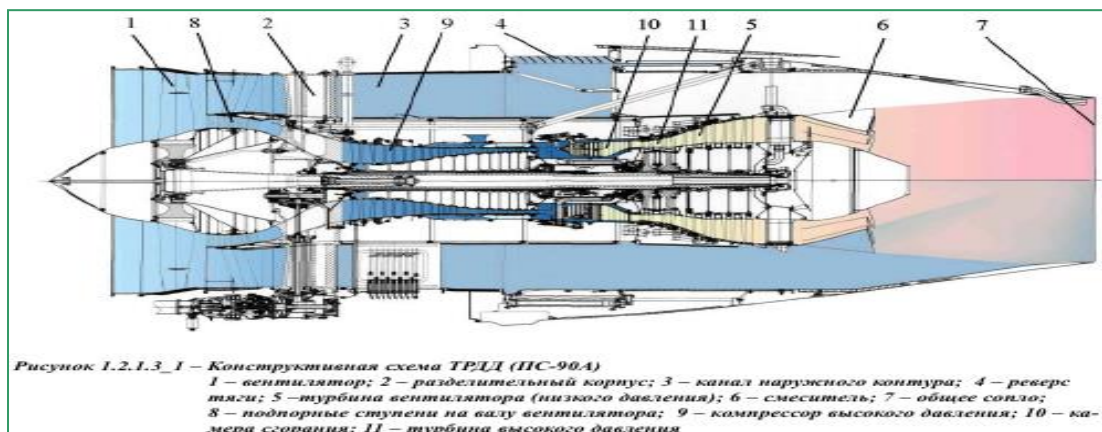 1 8 2 3 9 4 10 11 5 6 7
Рисунок 1.2.1.3_1 – Конструктивная схема ТРДД (ПС-90А)
1 – вентилятор; 2 – разделительный корпус; 3 – канал наружного контура; 4 – реверс
тяги; 5 –турбина вентилятора (низкого давления); 6 – смеситель; 7 – общее сопло;
8 – подпорные ступени на валу вентилятора; 9 – компрессор высокого давления; 10 – ка-
мера сгорания; 11 – турбина высокого давления